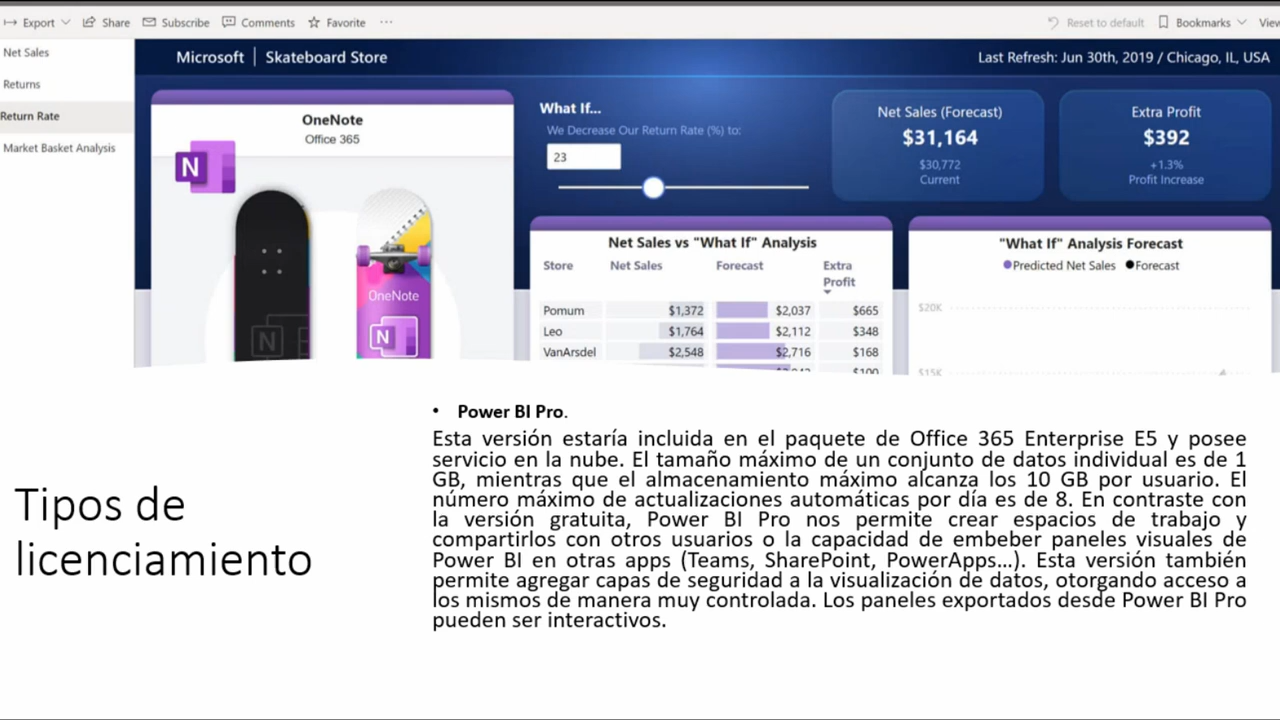 Export Share Subscribe Comments Favorite ... Reset to default Bookmarks View
Net Sales
Returns
Return Rate
Market Basket Analysis
Microsoft | Skateboard Store
Last Refresh: Jun 30th, 2019 / Chicago, IL, USA
OneNote
Office 365
N
OneNote
N
N
What If...
We Decrease Our Return Rate (%) to:
23
Net Sales (Forecast)
$31,164
$30,772
Current
Extra Profit
$392
+1.3%
Profit Increase
Net Sales vs "What If" Analysis
Store Net Sales Forecast Extra Profit
Pomum $1,372 $2,037 $665
Leo $1,764 $2,112 $348
VanArsdel $2,548 $2,716 $168
$100
"What If" Analysis Forecast
Predicted Net Sales Forecast
$20K
$15K
Tipos de
licenciamiento
• Power BI Pro.
Esta versión estaría incluida en el paquete de Office 365 Enterprise E5 y posee
servicio en la nube. El tamaño máximo de un conjunto de datos individual es de 1
GB, mientras que el almacenamiento máximo alcanza los 10 GB por usuario. El
número máximo de actualizaciones automáticas por día es de 8. En contraste con
la versión gratuita, Power BI Pro nos permite crear espacios de trabajo y
compartirlos con otros usuarios o la capacidad de embeber paneles visuales de
Power BI en otras apps (Teams, SharePoint, PowerApps...). Esta versión también
permite agregar capas de seguridad a la visualización de datos, otorgando acceso a
los mismos de manera muy controlada. Los paneles exportados desde Power BI Pro
pueden ser interactivos.